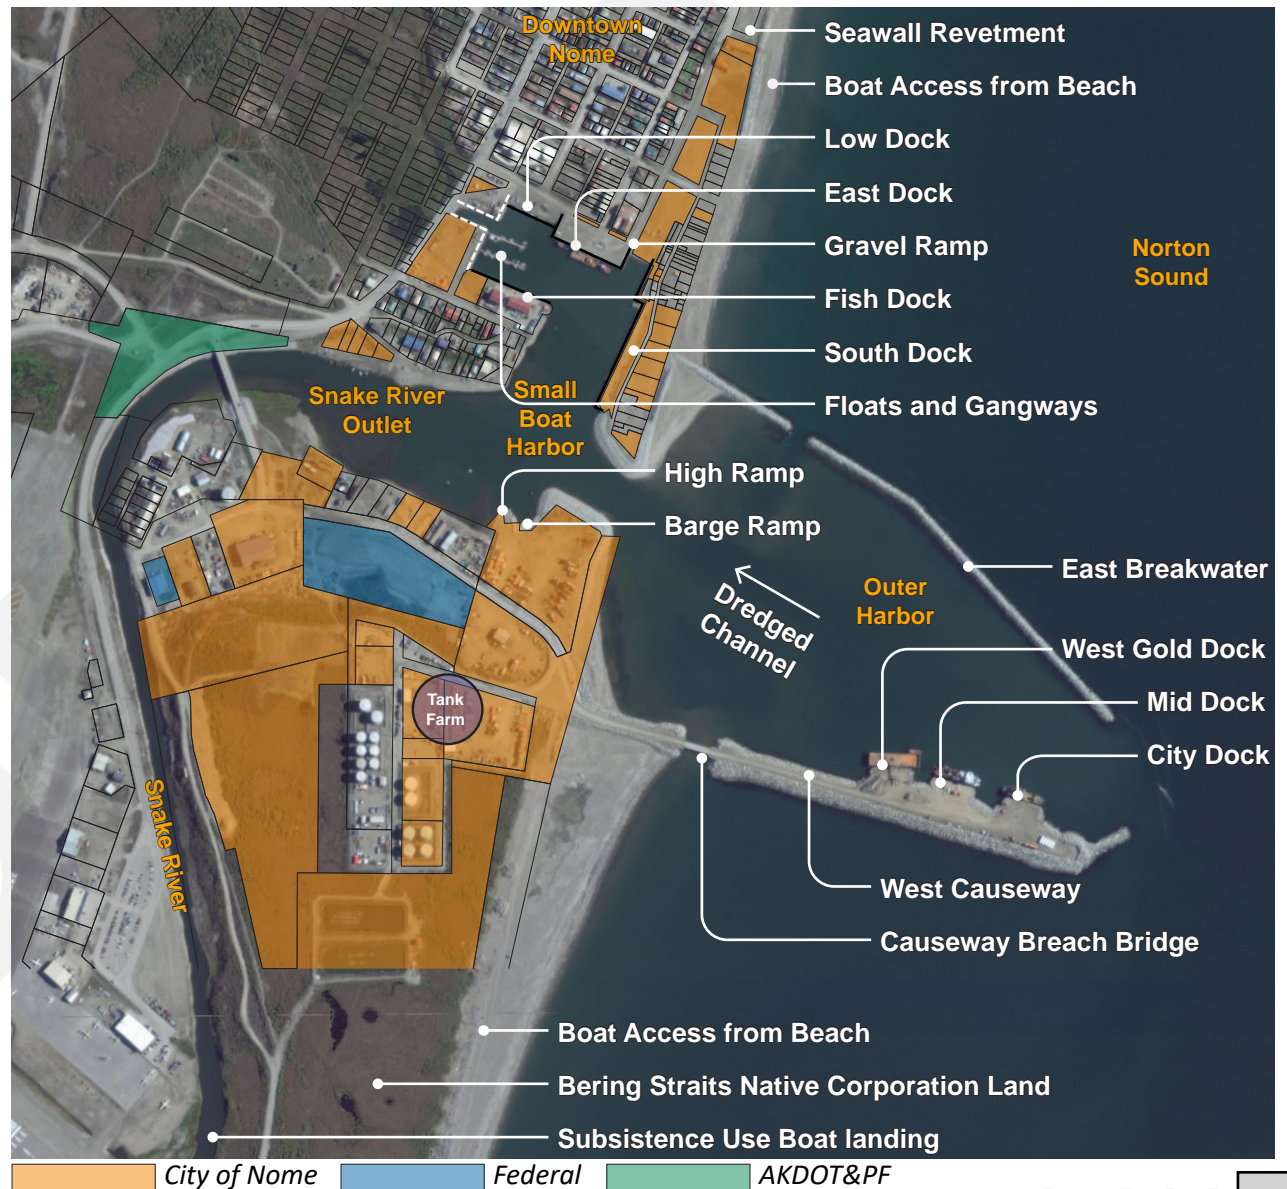 Downtown
Nome
Seawall Revetment
Boat Access from Beach
Low Dock
East Dock
Gravel Ramp
Norton
Sound
Fish Dock
South Dock
Floats and Gangways
Snake River
Outlet
Small
Boat
Harbor
High Ramp
Barge Ramp
East Breakwater
Outer
Harbor
Dredged
Channel
West Gold Dock
Mid Dock
City Dock
Tank
Farm
Snake River
West Causeway
Causeway Breach Bridge
Boat Access from Beach
Bering Straits Native Corporation Land
Subsistence Use Boat landing
City of Nome
Federal
AKDOT&PF